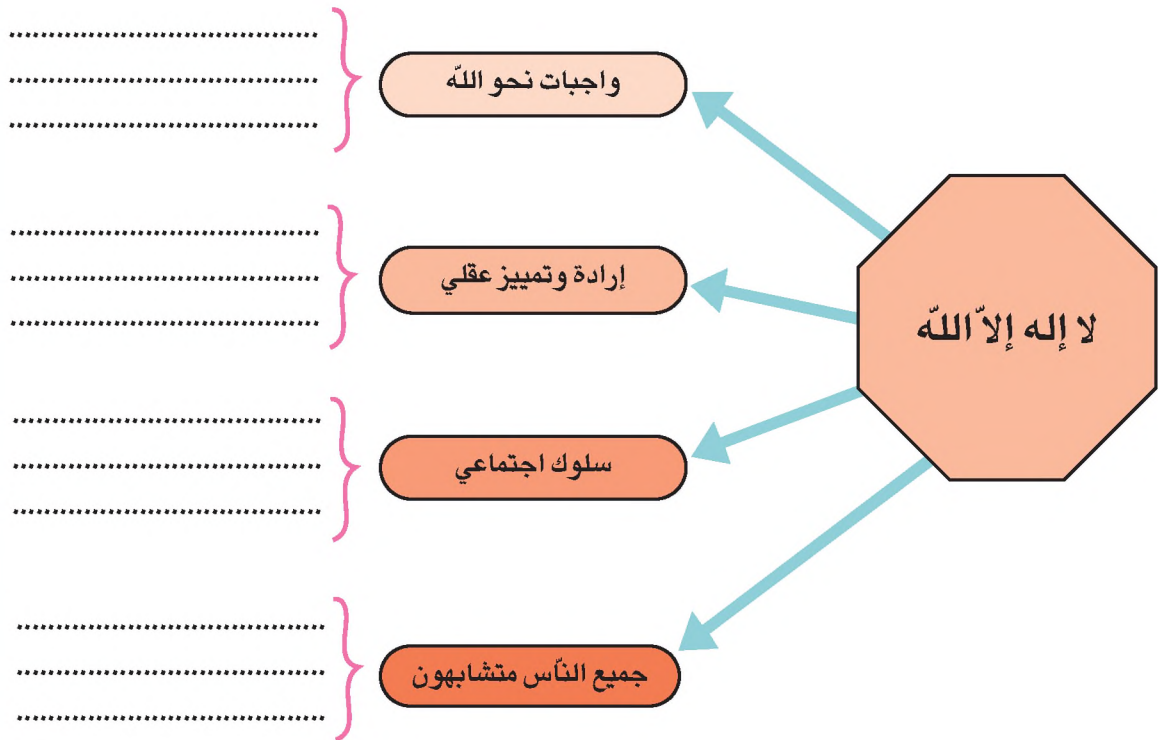 لا إله إلاّ اللّه
واجبات نحو اللّه
إرادة وتمييز عقلي
سلوك اجتماعي
جميع النّاس متشابهون